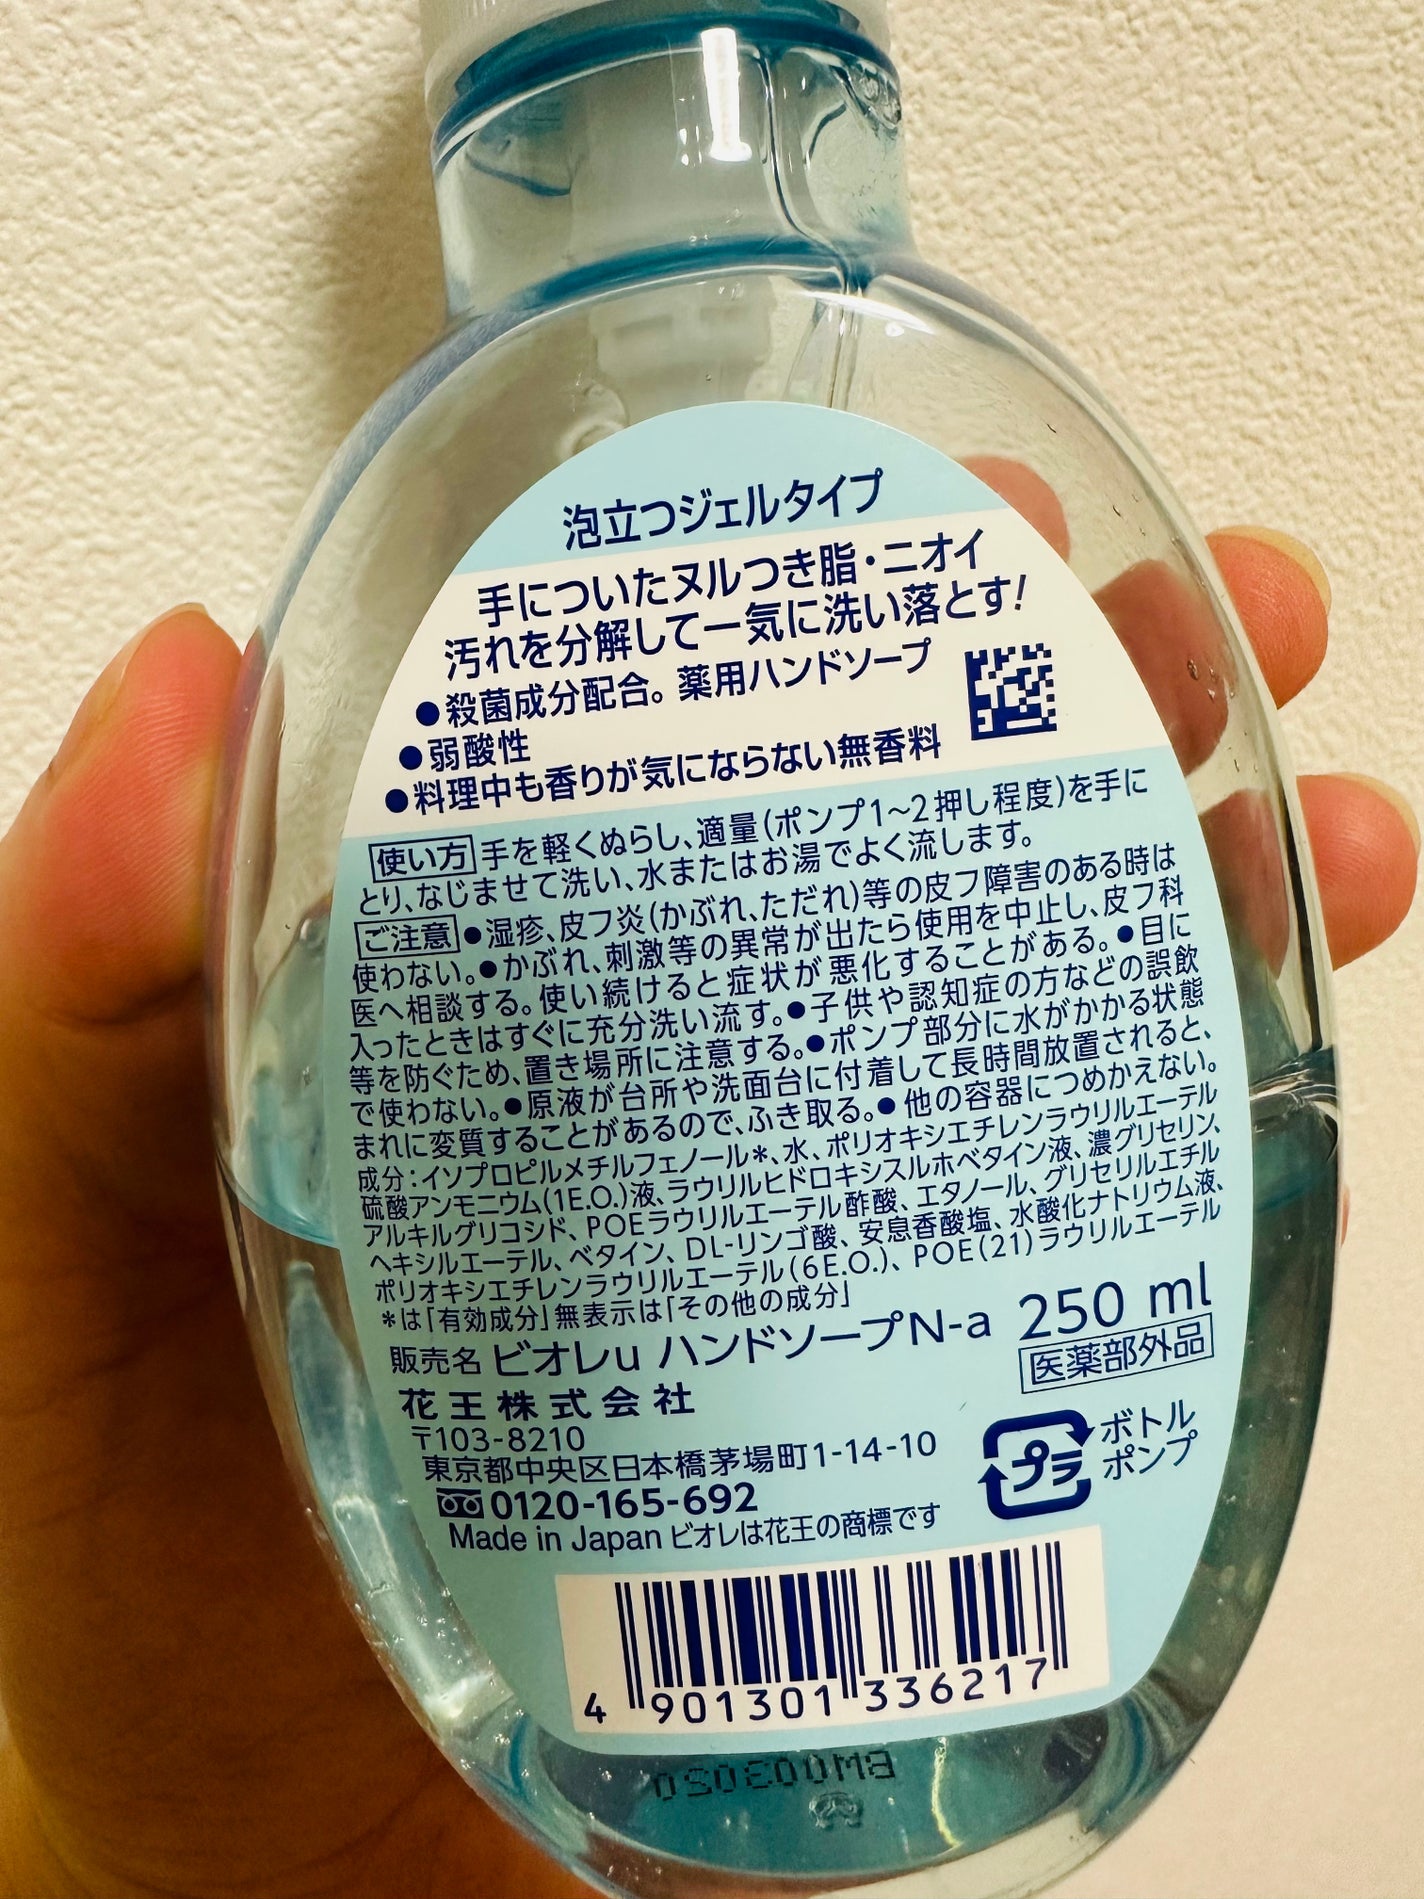 泡立つジェルタイプ
手についたヌルつき脂・ニオイ
汚れを分解して一気に洗い落とす!
●殺菌成分配合。薬用ハンドソープ
●弱酸性
●料理中も香りが気にならない無香料
使い方 手を軽くぬらし、適量(ポンプ1〜2押し程度)を手に
とり、なじませて洗い、水またはお湯でよく流します。
ご注意 ●湿疹、皮フ炎(かぶれ、ただれ)等の皮フ障害のある時は
使わない。●かぶれ、刺激等の異常が出たら使用を中止し、皮フ科
医へ相談する。使い続けると症状が悪化することがある。●目に
入ったときはすぐに充分洗い流す。●子供や認知症の方などの誤飲
等を防ぐため、置き場所に注意する。●ポンプ部分に水がかかる状態
で使わない。●原液が台所や洗面台に付着して長時間放置されると、
まれに変質することがあるので、ふき取る。●他の容器につめかえない。
成分:イソプロピルメチルフェノール*、水、ポリオキシエチレンラウリルエーテル
硫酸アンモニウム(1E.O.)液、ラウリルヒドロキシスルホベタイン液、濃グリセリン、
アルキルグリコシド、POEラウリルエーテル酢酸、エタノール、グリセリルエチル
ヘキシルエーテル、ベタイン、DL-リンゴ酸、安息香酸塩、水酸化ナトリウム液、
ポリオキシエチレンラウリルエーテル(6E.O.)、POE(21)ラウリルエーテル
*は「有効成分」無表示は「その他の成分」
販売名 ビオレu ハンドソープN-a 250 ml
医薬部外品
花王株式会社
〒103-8210
東京都中央区日本橋茅場町1-14-10
0120-165-692
Made in Japan ビオレは花王の商標です
プラ
ボトル
ポンプ
4 901301 336217